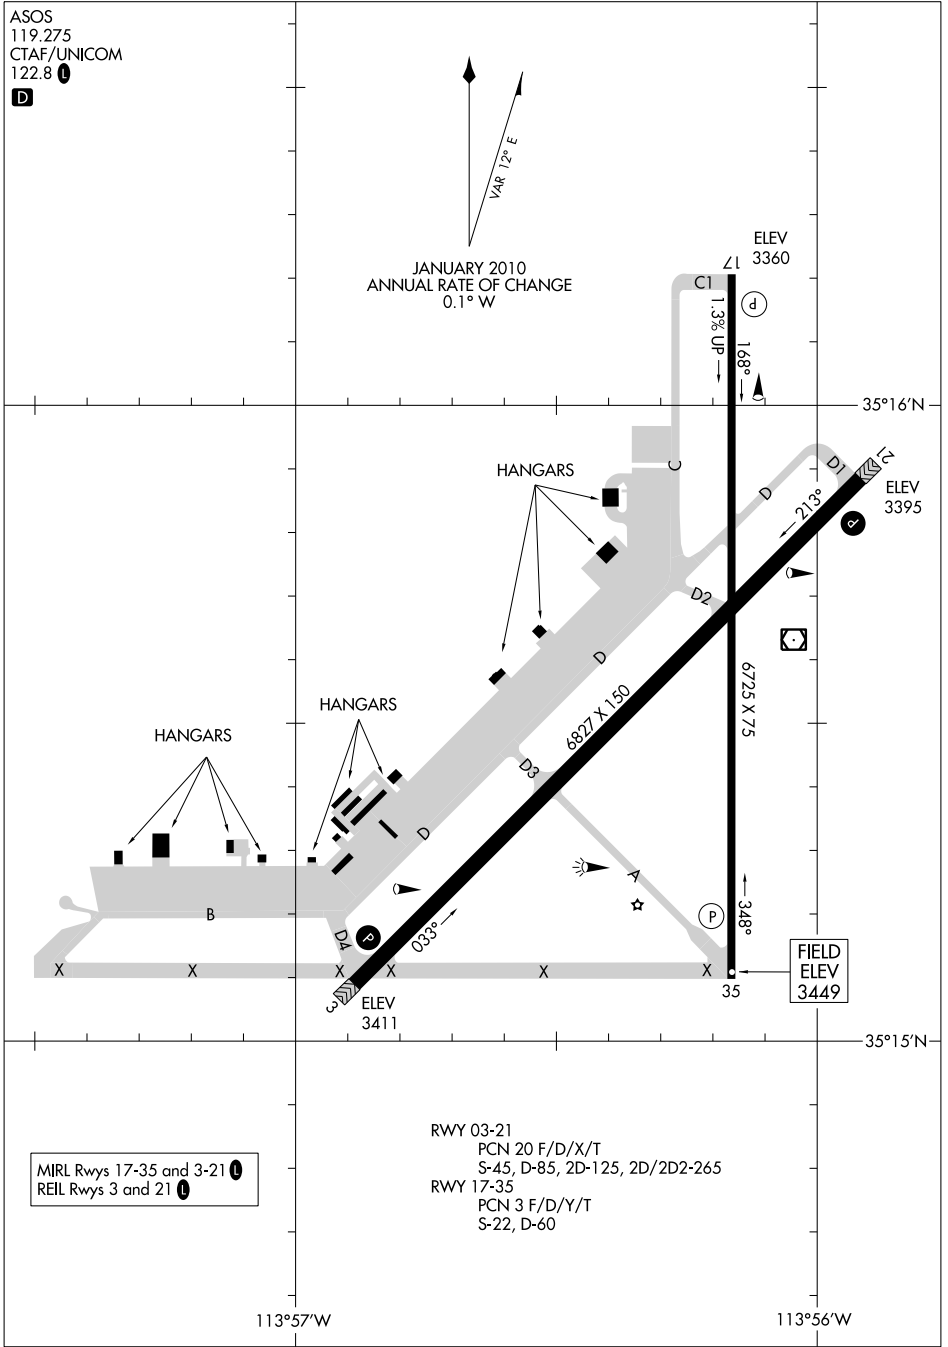 ASOS
119.275
CTAF/UNICOM
122.8 L
D
VAR 12° E
JANUARY 2010
ANNUAL RATE OF CHANGE
0.1° W
ELEV
3360
17
C1
P
1.3% UP
168°
35°16'N
HANGARS
C
D
D1
21
ELEV
3395
213°
P
D2
D
6725 X 75
6827 X 150
HANGARS
HANGARS
D3
D
A
B
D4
P
033°
P
348°
X
X
X
X
X
X
FIELD
ELEV
3449
35
3
ELEV
3411
35°15'N
RWY 03-21
PCN 20 F/D/X/T
S-45, D-85, 2D-125, 2D/2D2-265
RWY 17-35
PCN 3 F/D/Y/T
S-22, D-60
MIRL Rwys 17-35 and 3-21 L
REIL Rwys 3 and 21 L
113°57'W
113°56'W